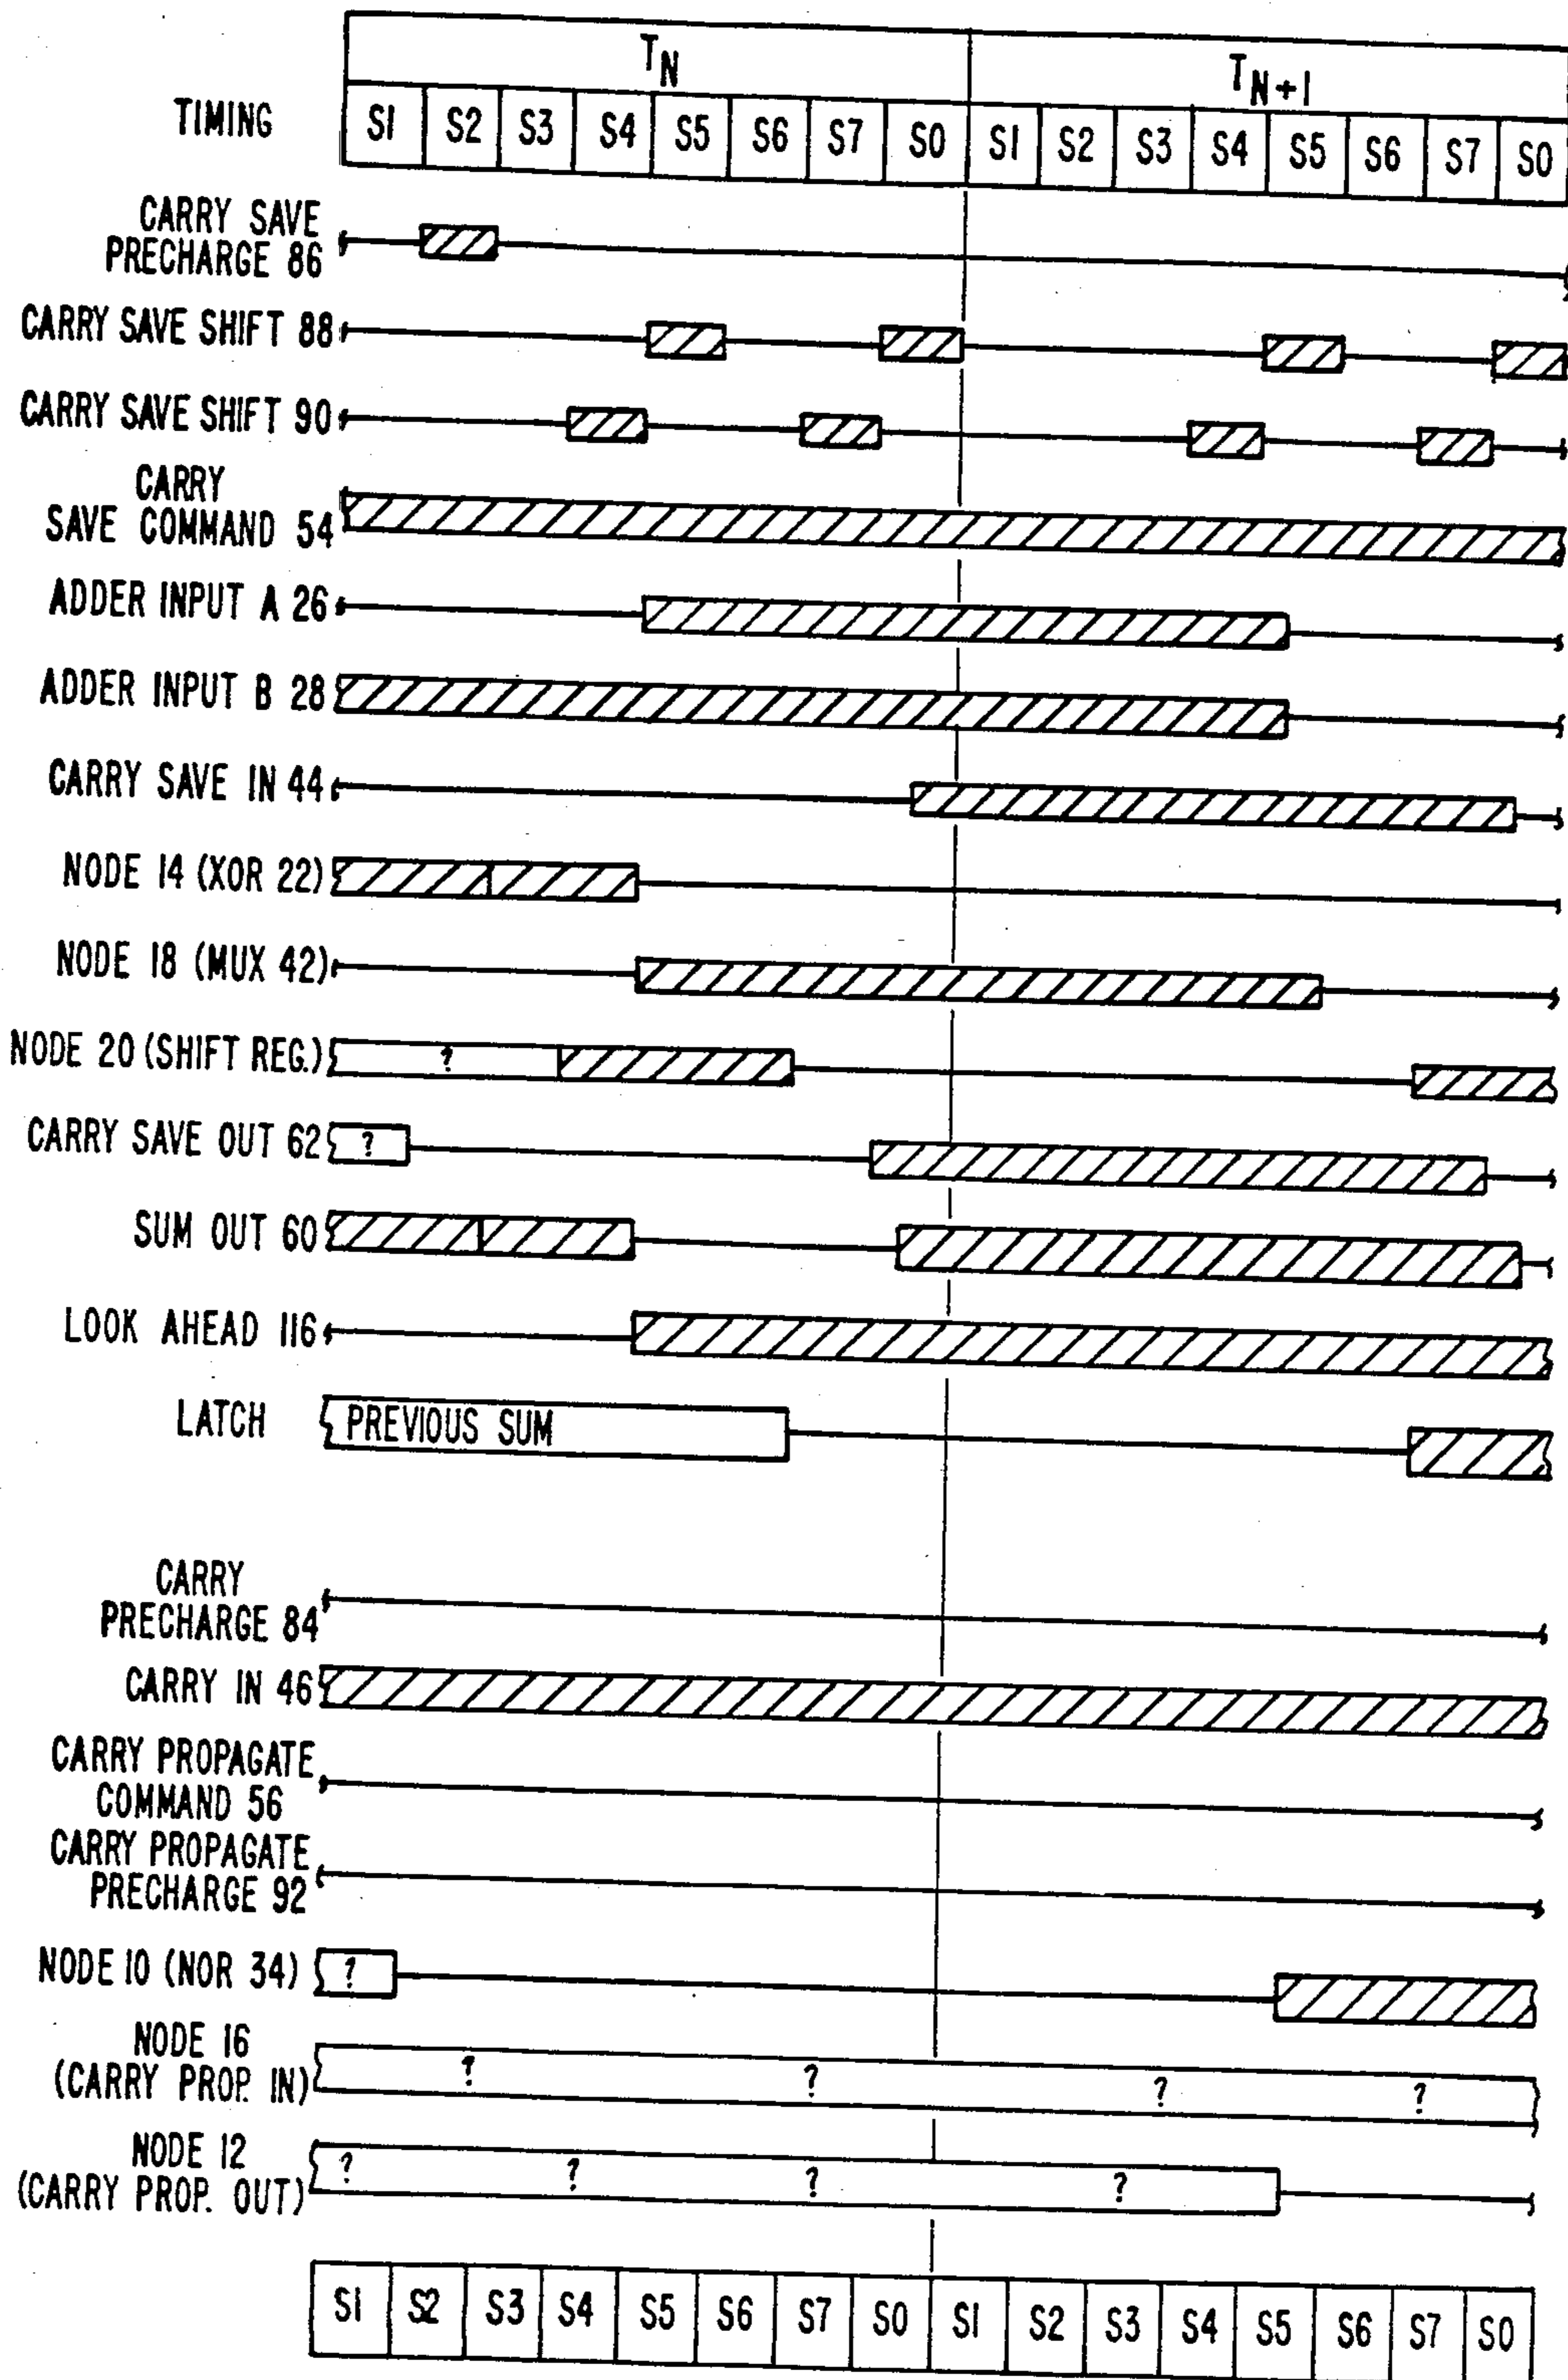 T_N T_N+1
TIMING S1 S2 S3 S4 S5 S6 S7 S0 S1 S2 S3 S4 S5 S6 S7 S0
CARRY SAVE
PRECHARGE 86
CARRY SAVE SHIFT 88
CARRY SAVE SHIFT 90
CARRY
SAVE COMMAND 54
ADDER INPUT A 26
ADDER INPUT B 28
CARRY SAVE IN 44
NODE 14 (XOR 22)
NODE 18 (MUX 42)
NODE 20 (SHIFT REG.) ?
CARRY SAVE OUT 62 ?
SUM OUT 60
LOOK AHEAD 116
LATCH PREVIOUS SUM
CARRY
PRECHARGE 84
CARRY IN 46
CARRY PROPAGATE
COMMAND 56
CARRY PROPAGATE
PRECHARGE 92
NODE 10 (NOR 34) ?
NODE 16
(CARRY PROP. IN) ? ? ? ?
NODE 12
(CARRY PROP. OUT) ? ? ? ?
S1 S2 S3 S4 S5 S6 S7 S0 S1 S2 S3 S4 S5 S6 S7 S0